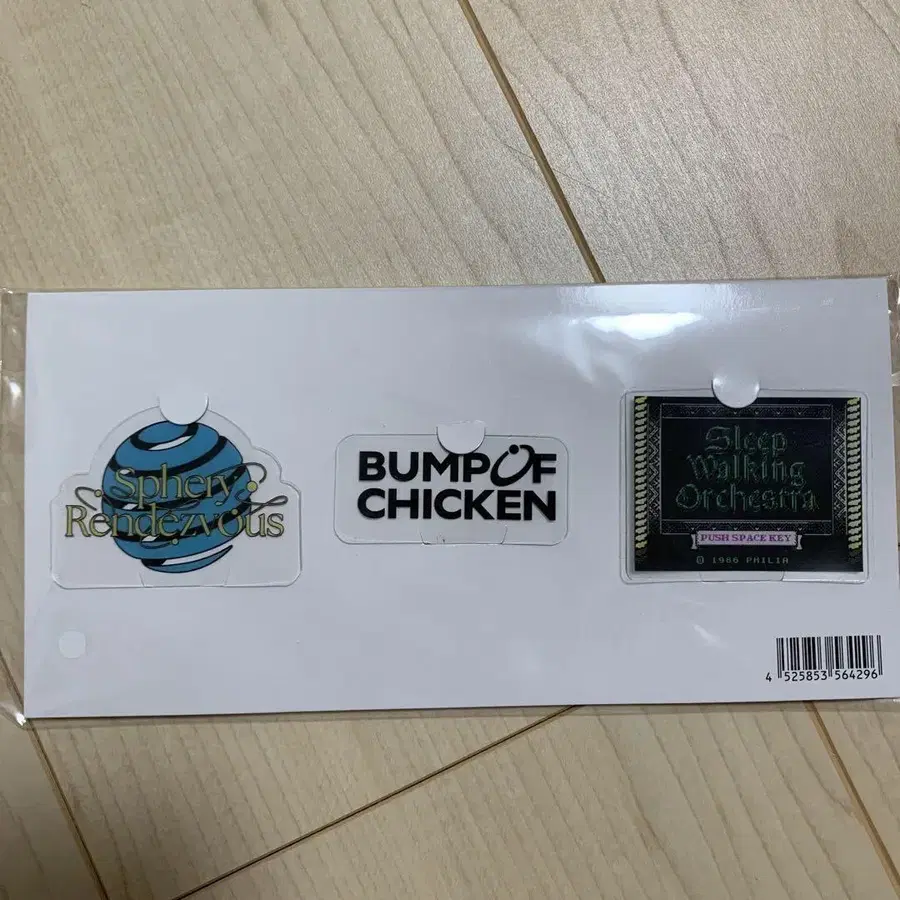 Sphery
Rendezvous
BUMP OF
CHICKEN
Sleep
Walking
Orchestra
PUSH SPACE KEY
© 1986 PHILIA
4 525853 564296